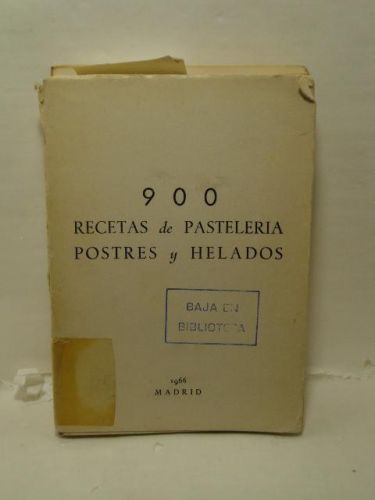 900
RECETAS de PASTELERIA
POSTRES y HELADOS
BAJA EN
BIBLIOTECA
1966
MADRID